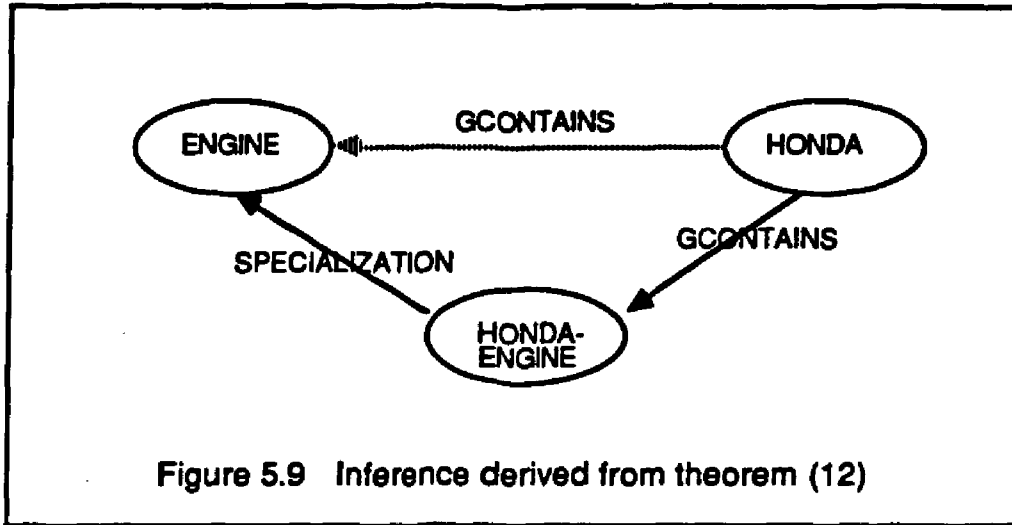 GCONTAINS
ENGINE
HONDA
GCONTAINS
SPECIALIZATION
HONDA-
ENGINE
Figure 5.9 Inference derived from theorem (12)